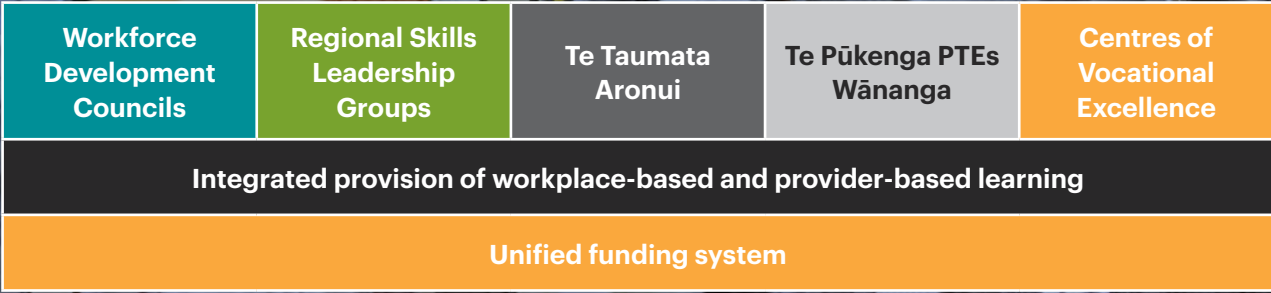 Workforce
Development
Councils
Regional Skills
Leadership
Groups
Te Taumata
Aronui
Te Pūkenga PTEs
Wānanga
Centres of
Vocational
Excellence
Integrated provision of workplace-based and provider-based learning
Unified funding system